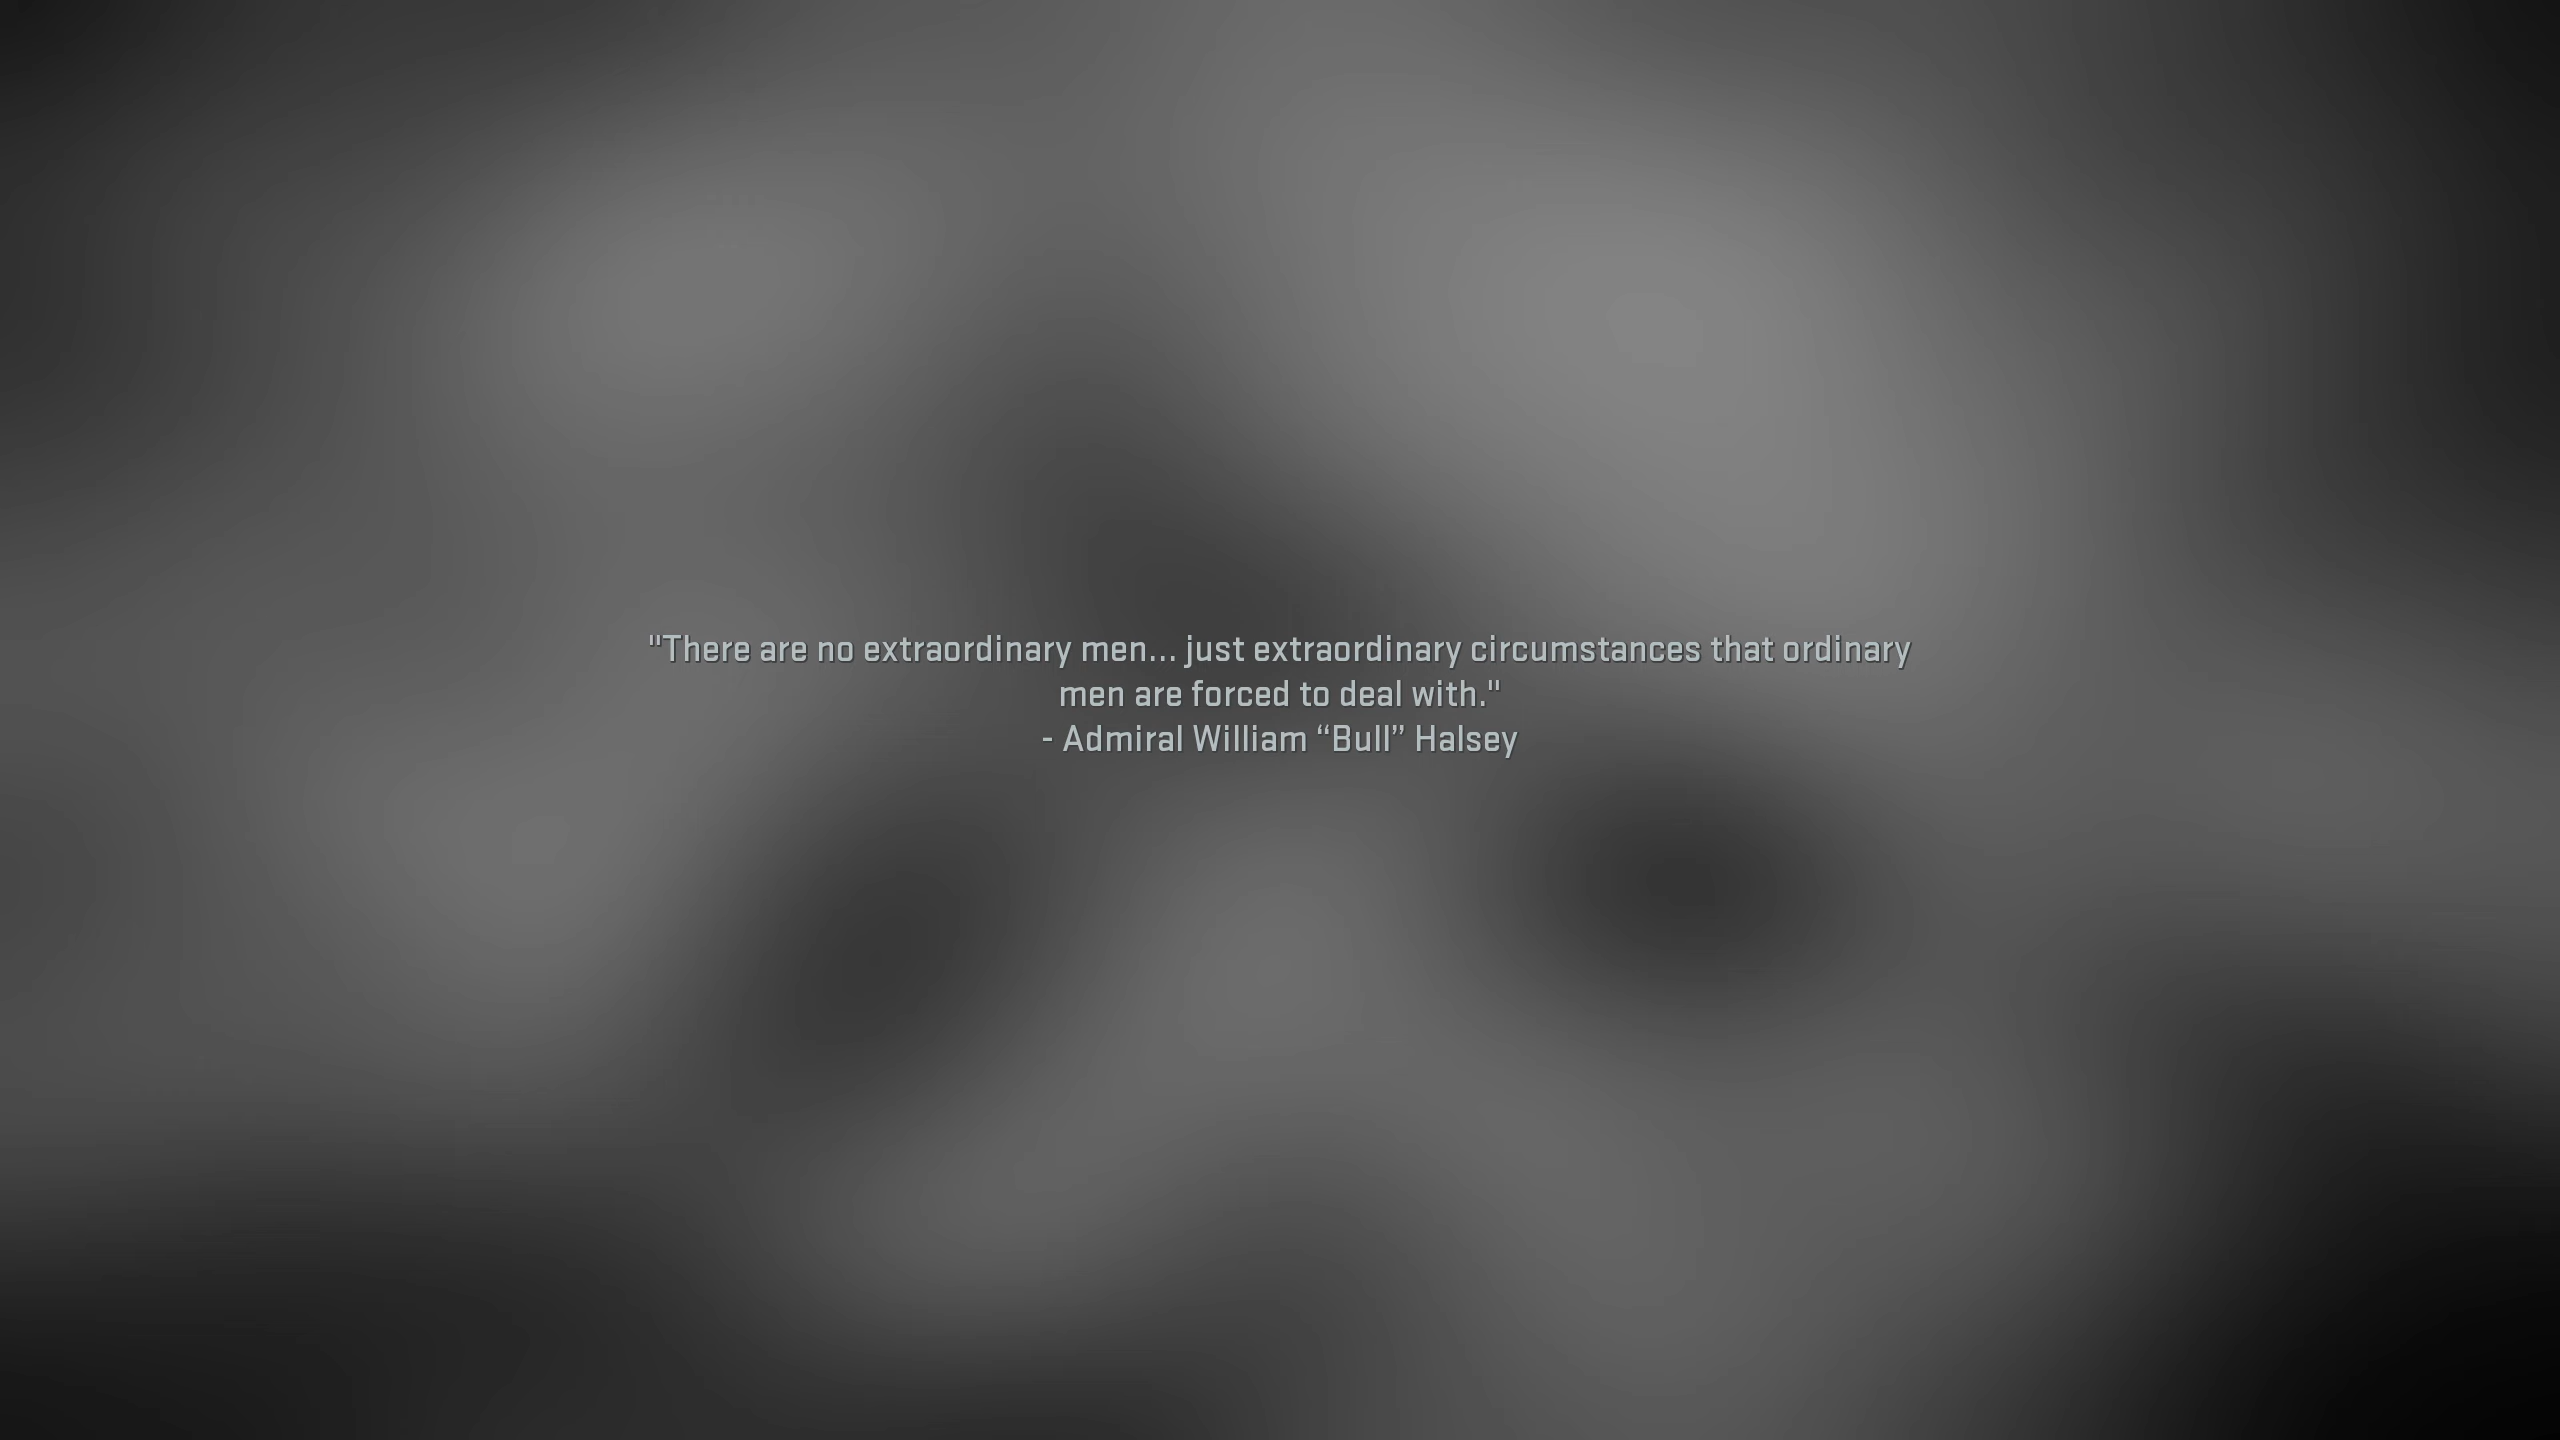 "There are no extraordinary men... just extraordinary circumstances that ordinary
men are forced to deal with."
- Admiral William “Bull” Halsey